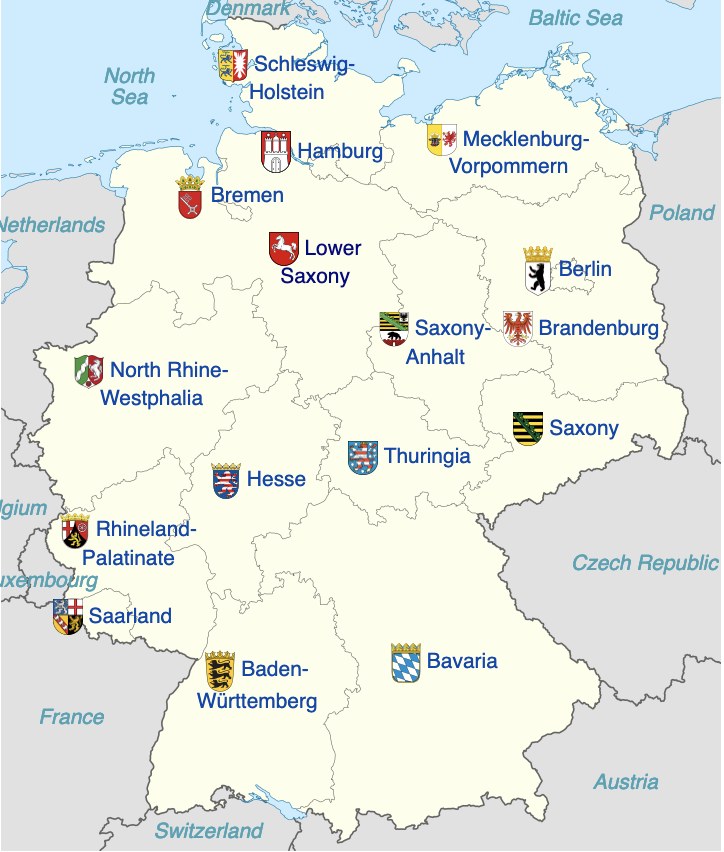 Denmark
Baltic Sea
North
Sea
Schleswig-
Holstein
Hamburg
Mecklenburg-
Vorpommern
Bremen
Netherlands
Poland
Lower
Saxony
Berlin
Saxony-
Anhalt
Brandenburg
North Rhine-
Westphalia
Saxony
Thuringia
Hesse
lgium
Rhineland-
Palatinate
Czech Republic
uxembourg
Saarland
Baden-
Württemberg
Bavaria
France
Austria
Switzerland